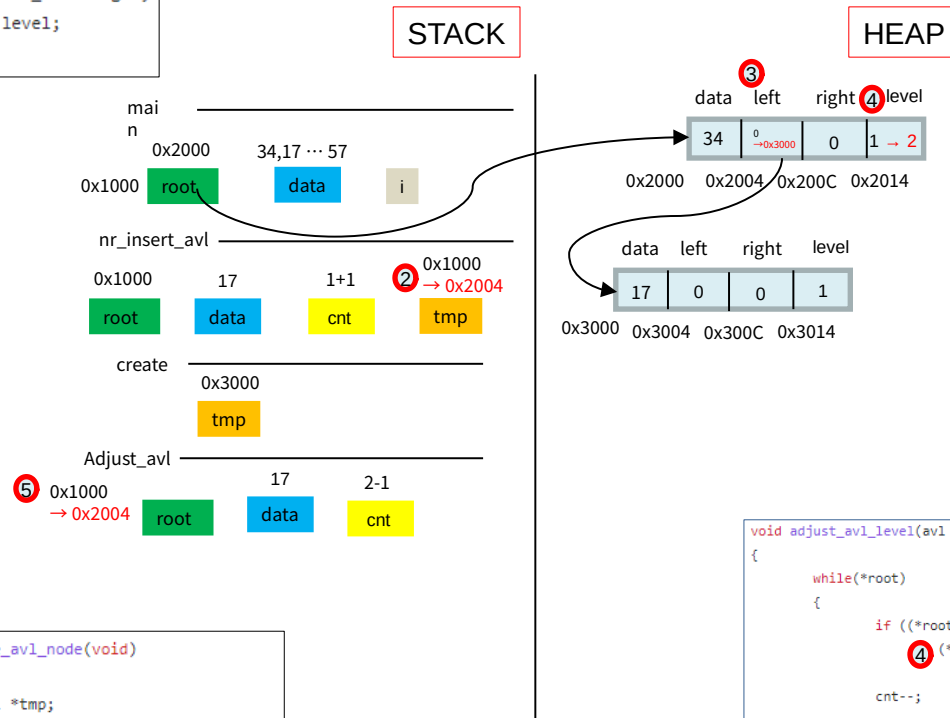 level;
STACK
HEAP
3
data left right 4 level
34 0 →0x3000 0 1 → 2
0x2000 0x2004 0x200C 0x2014
mai
n
0x2000
34,17 ⋯ 57
0x1000 root data i
nr_insert_avl
0x1000 17 1+1 2 0x1000
→ 0x2004
root data cnt tmp
data left right level
17 0 0 1
0x3000 0x3004 0x300C 0x3014
create
0x3000
tmp
Adjust_avl
5 0x1000
→ 0x2004
17 2-1
root data cnt
void adjust_avl_level(avl
{
while(*root)
{
if ((*root
4 (*
cnt--;
_avl_node(void)
*tmp;